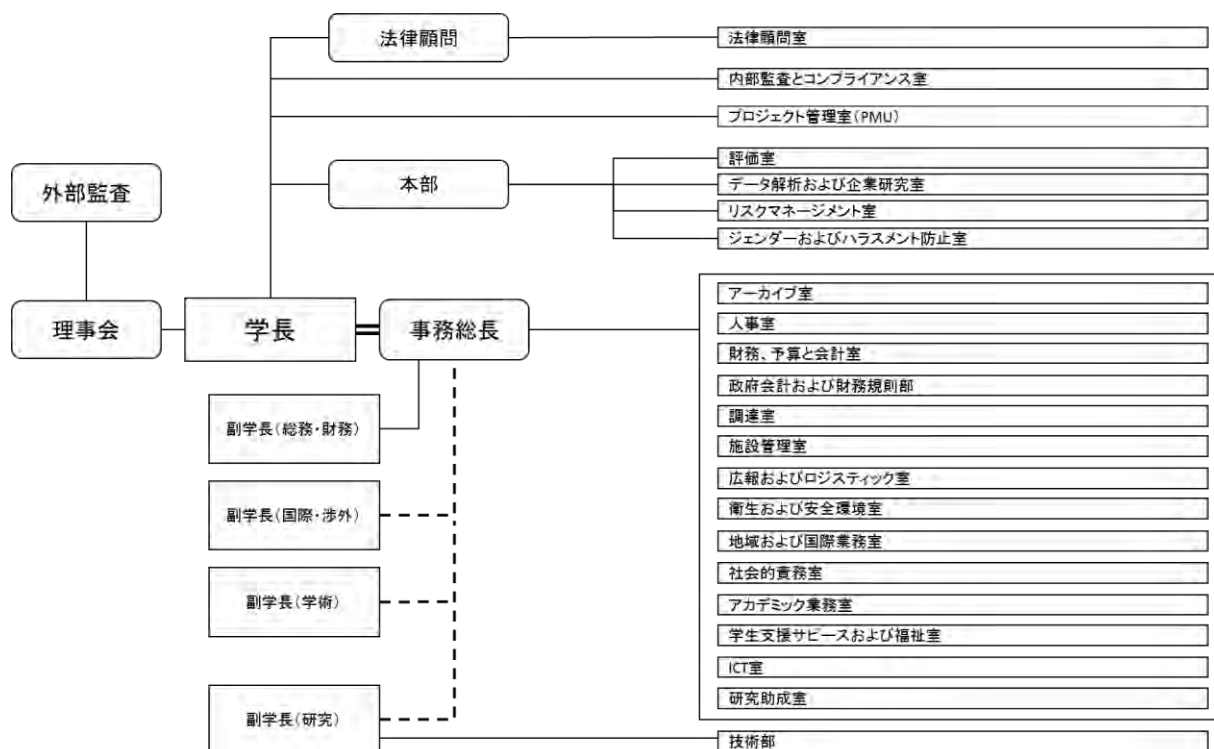 法律顧問
法律顧問室
内部監査とコンプライアンス室
プロジェクト管理室(PMU)
本部
評価室
データ解析および企業研究室
リスクマネージメント室
ジェンダーおよびハラスメント防止室
外部監査
理事会
学長
事務総長
副学長(総務・財務)
副学長(国際・渉外)
副学長(学術)
副学長(研究)
アーカイブ室
人事室
財務、予算と会計室
政府会計および財務規則部
調達室
施設管理室
広報およびロジスティック室
衛生および安全環境室
地域および国際業務室
社会的責務室
アカデミック業務室
学生支援サビースおよび福祉室
ICT室
研究助成室
技術部